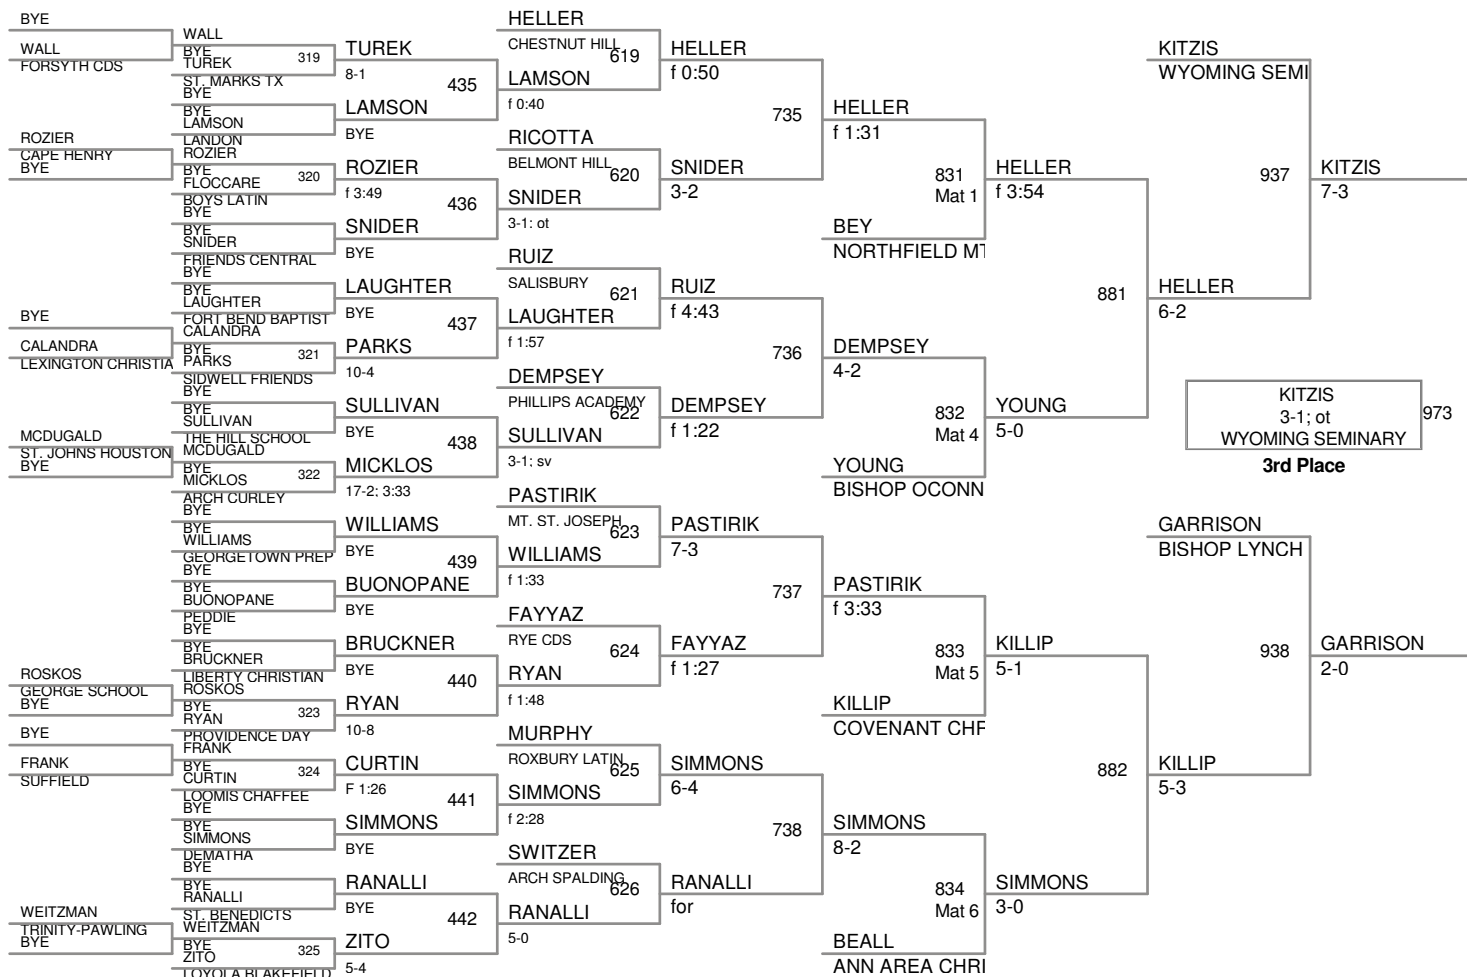 BYE
WALL
FORSYTH CDS
ROZIER
CAPE HENRY
BYE
BYE
CALANDRA
LEXINGTON CHRISTIA
MCDUGALD
ST. JOHNS HOUSTON
BYE
ROSKOS
GEORGE SCHOOL
BYE
BYE
FRANK
SUFFIELD
WEITZMAN
TRINITY-PAWLING
BYE
WALL
BYE
TUREK
319
ST. MARKS TX
BYE
BYE
LAMSON
LANDON
ROZIER
BYE
FLOCCARE
320
BOYS LATIN
BYE
BYE
SNIDER
FRIENDS CENTRAL
BYE
BYE
LAUGHTER
FORT BEND BAPTIST
CALANDRA
BYE
PARKS
321
SIDWELL FRIENDS
BYE
BYE
SULLIVAN
THE HILL SCHOOL
MCDUGALD
BYE
MICKLOS
322
ARCH CURLEY
BYE
BYE
WILLIAMS
GEORGETOWN PREP
BYE
BYE
BUONOPANE
PEDDIE
BYE
BYE
BRUCKNER
LIBERTY CHRISTIAN
ROSKOS
BYE
RYAN
323
PROVIDENCE DAY
FRANK
BYE
CURTIN
324
LOOMIS CHAFFEE
BYE
BYE
SIMMONS
DEMATHA
BYE
BYE
RANALLI
ST. BENEDICTS
WEITZMAN
BYE
ZITO
325
LOYOLA BLAKEFIELD
TUREK
8-1
435
LAMSON
BYE
ROZIER
f 3:49
436
SNIDER
BYE
LAUGHTER
BYE
437
PARKS
10-4
SULLIVAN
BYE
438
MICKLOS
17-2; 3:33
WILLIAMS
BYE
439
BUONOPANE
BYE
BRUCKNER
BYE
440
RYAN
10-8
CURTIN
F 1:26
441
SIMMONS
BYE
RANALLI
BYE
442
ZITO
5-4
HELLER
CHESTNUT HILL
619
LAMSON
f 0:40
RICOTTA
BELMONT HILL
620
SNIDER
3-1: ot
RUIZ
SALISBURY
621
LAUGHTER
f 1:57
DEMPSEY
PHILLIPS ACADEMY
622
SULLIVAN
3-1; sv
PASTIRIK
MT. ST. JOSEPH
623
WILLIAMS
f 1:33
FAYYAZ
RYE CDS
624
RYAN
f 1:48
MURPHY
ROXBURY LATIN
625
SIMMONS
f 2:28
SWITZER
ARCH SPALDING
626
RANALLI
5-0
HELLER
f 0:50
735
SNIDER
3-2
RUIZ
f 4:43
736
DEMPSEY
f 1:22
PASTIRIK
7-3
737
FAYYAZ
f 1:27
SIMMONS
6-4
738
RANALLI
for
HELLER
f 1:31
831
Mat 1
BEY
NORTHFIELD MT
DEMPSEY
4-2
832
Mat 4
YOUNG
BISHOP OCONN
PASTIRIK
f 3:33
833
Mat 5
KILLIP
COVENANT CHR
SIMMONS
8-2
834
Mat 6
BEALL
ANN AREA CHRI
HELLER
f 3:54
881
YOUNG
5-0
KILLIP
5-1
882
SIMMONS
3-0
KITZIS
WYOMING SEMI
937
HELLER
6-2
KITZIS
3-1; ot
WYOMING SEMINARY
973
3rd Place
GARRISON
BISHOP LYNCH
938
KILLIP
5-3
KITZIS
7-3
GARRISON
2-0